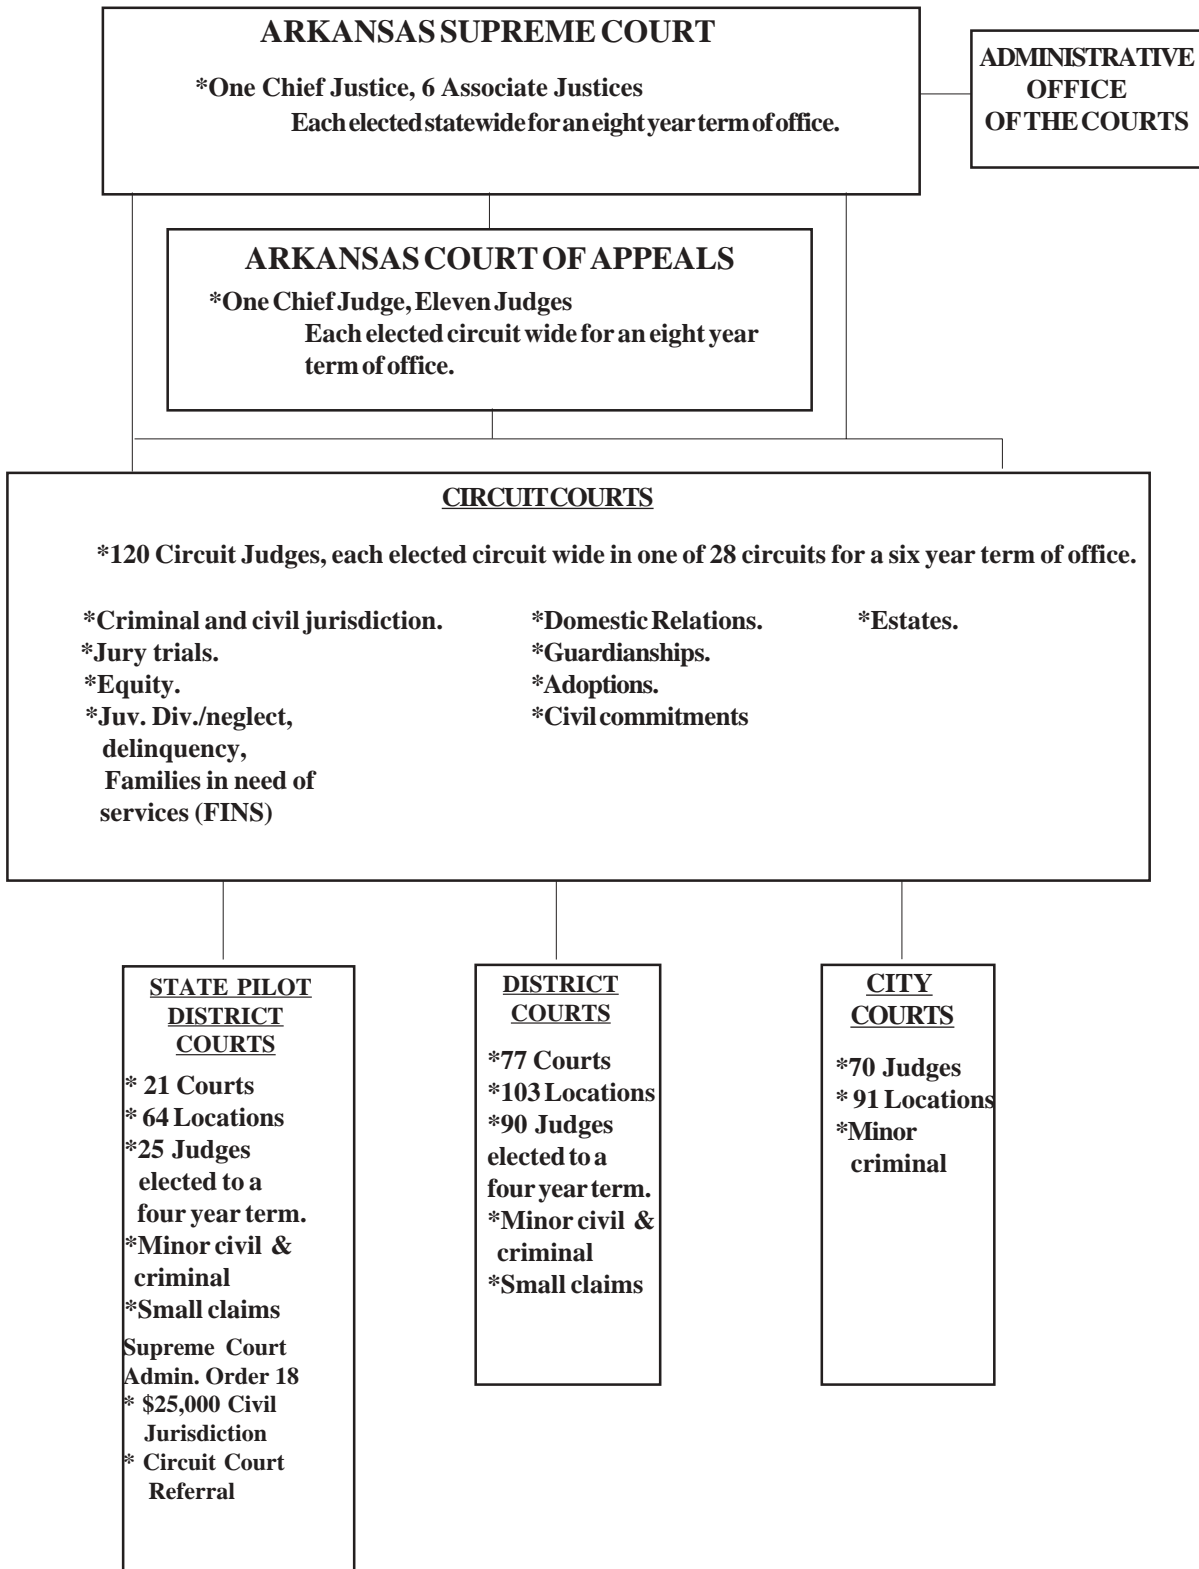 ARKANSAS SUPREME COURT
*One Chief Justice, 6 Associate Justices
Each elected statewide for an eight year term of office.
ADMINISTRATIVE
OFFICE
OF THE COURTS
ARKANSAS COURT OF APPEALS
*One Chief Judge, Eleven Judges
Each elected circuit wide for an eight year
term of office.
CIRCUIT COURTS
*120 Circuit Judges, each elected circuit wide in one of 28 circuits for a six year term of office.
*Criminal and civil jurisdiction.
*Jury trials.
*Equity.
*Juv. Div./neglect,
delinquency,
Families in need of
services (FINS)
*Domestic Relations.
*Guardianships.
*Adoptions.
*Civil commitments
*Estates.
STATE PILOT
DISTRICT
COURTS
* 21 Courts
* 64 Locations
*25 Judges
elected to a
four year term.
*Minor civil &
criminal
*Small claims
Supreme Court
Admin. Order 18
* $25,000 Civil
Jurisdiction
* Circuit Court
Referral
DISTRICT
COURTS
*77 Courts
*103 Locations
*90 Judges
elected to a
four year term.
*Minor civil &
criminal
*Small claims
CITY
COURTS
*70 Judges
* 91 Locations
*Minor
criminal